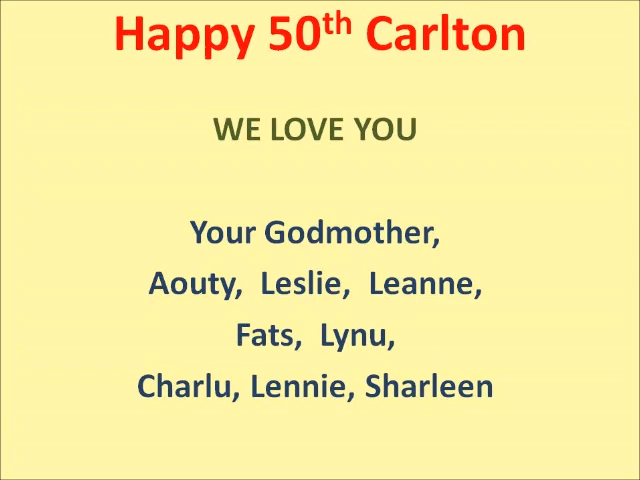 Happy 50th Carlton
WE LOVE YOU
Your Godmother,
Aouty, Leslie, Leanne,
Fats, Lynu,
Charlu, Lennie, Sharleen